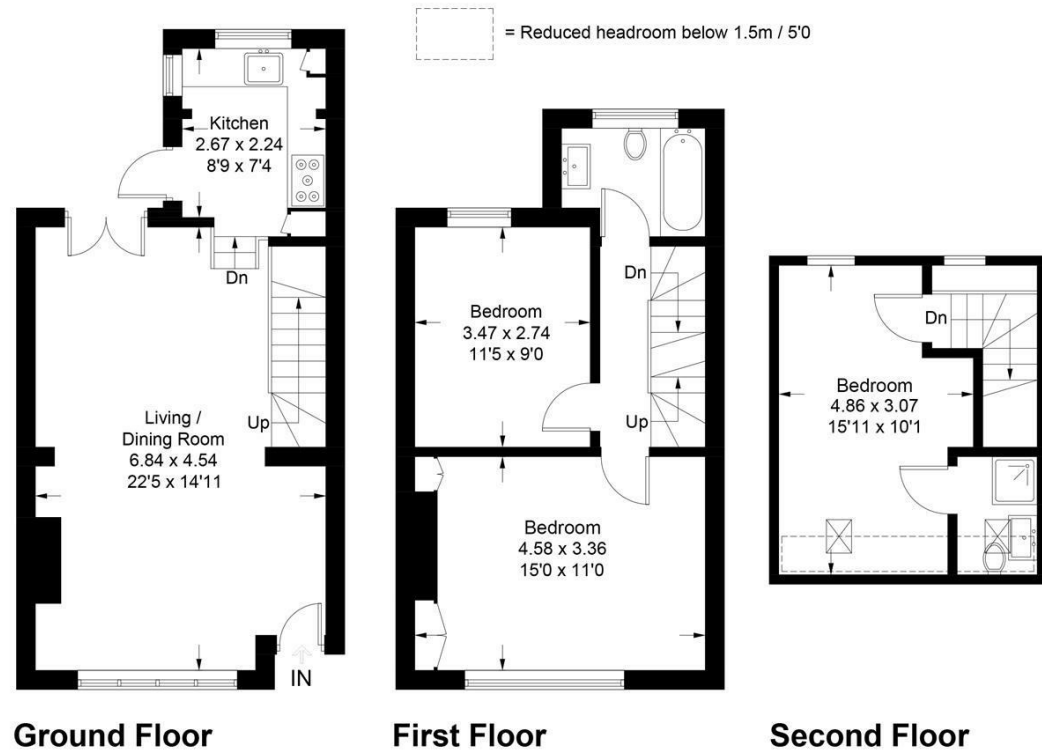 = Reduced headroom below 1.5m / 5'0
Kitchen
2.67 x 2.24
8'9 x 7'4
Dn
Up
Living /
Dining Room
6.84 x 4.54
22'5 x 14'11
IN
Ground Floor
Bedroom
3.47 x 2.74
11'5 x 9'0
Dn
Up
Bedroom
4.58 x 3.36
15'0 x 11'0
First Floor
Dn
Bedroom
4.86 x 3.07
15'11 x 10'1
Second Floor